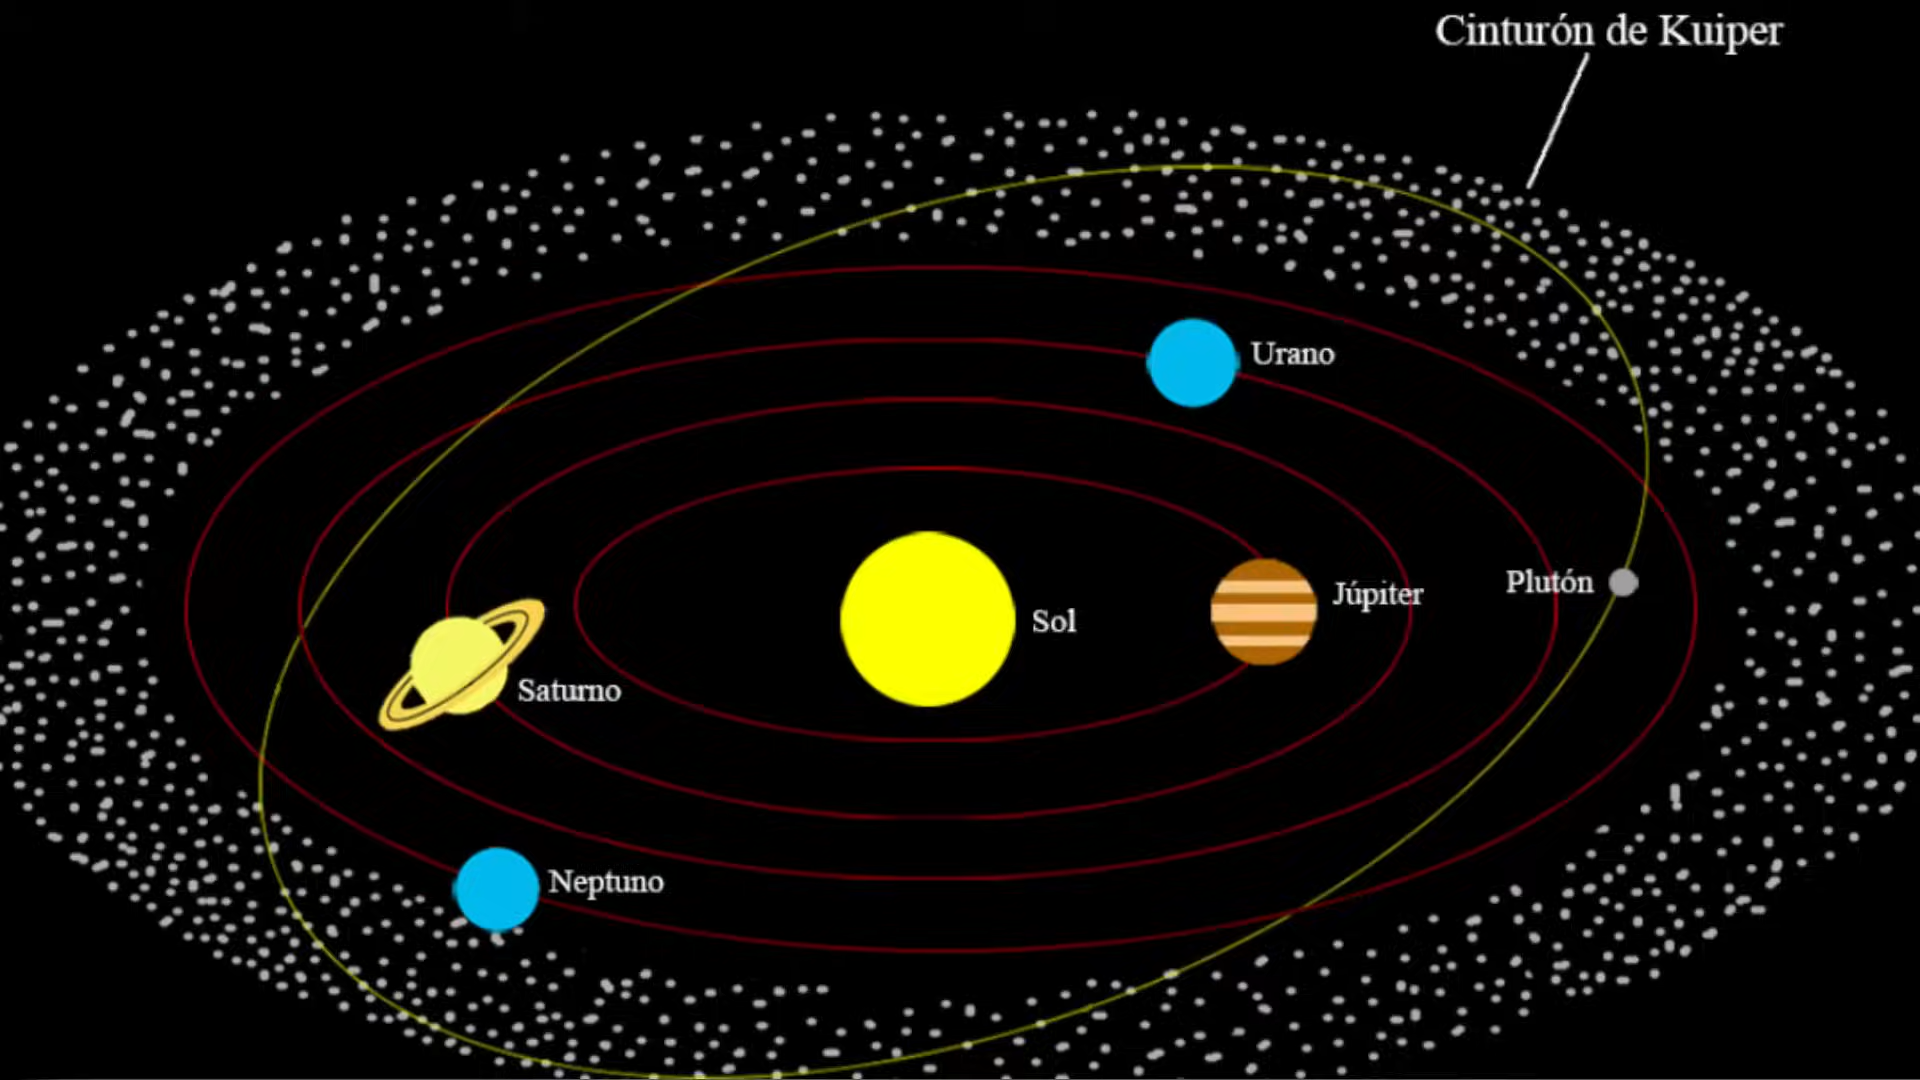 Cinturón de Kuiper
Urano
Plutón
Júpiter
Sol
Saturno
Neptuno